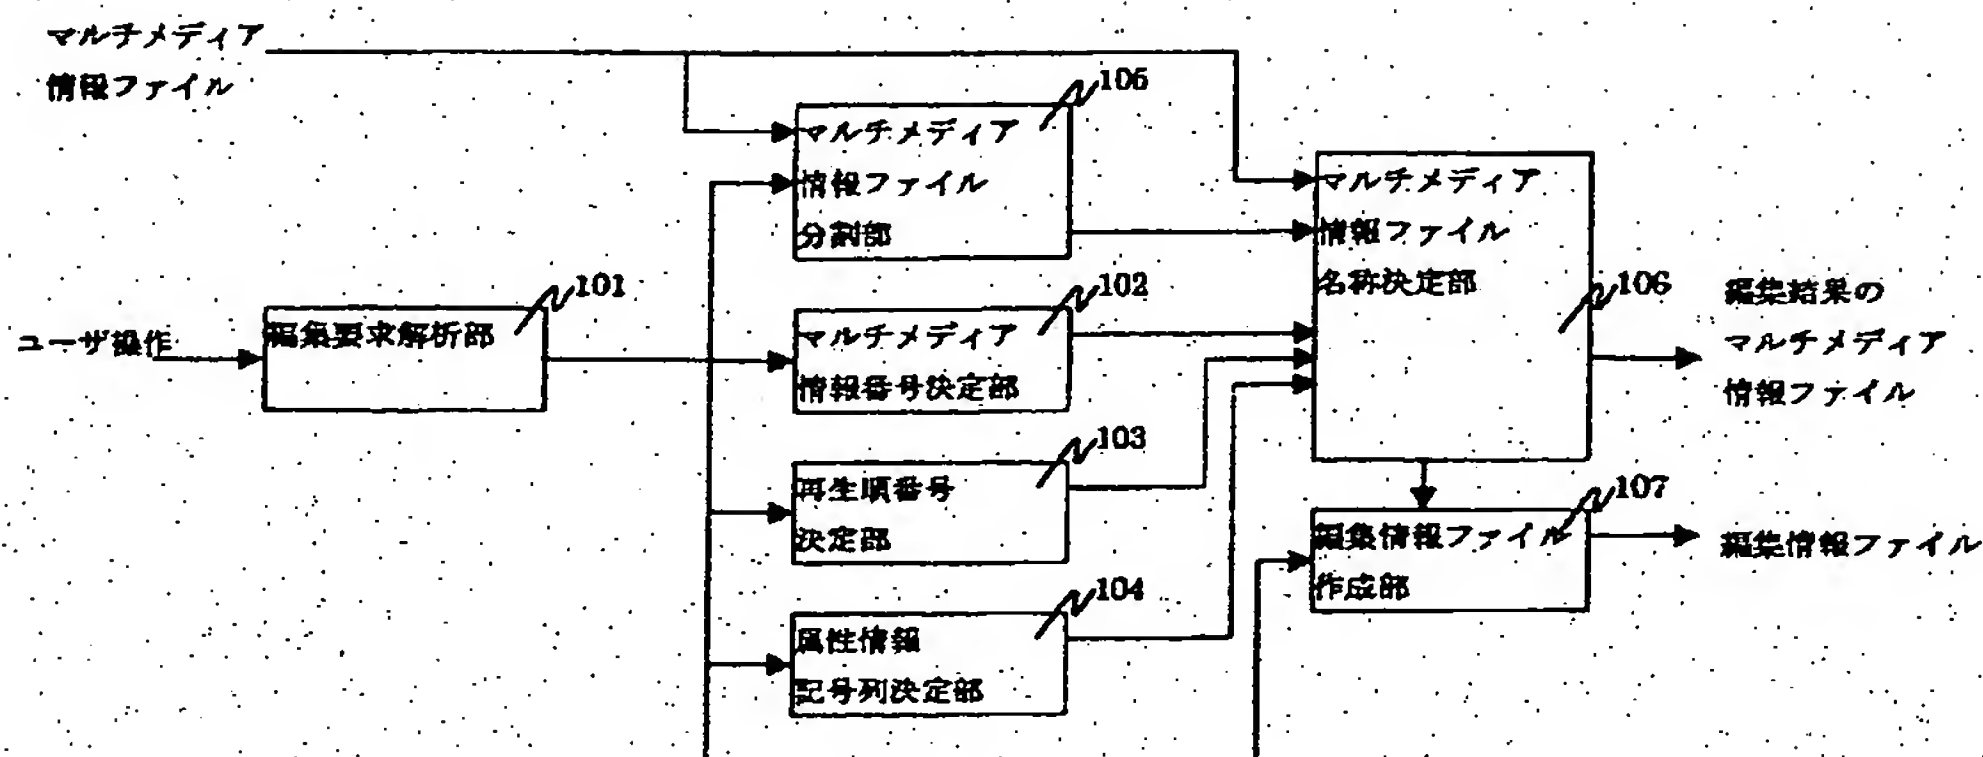 マルチメディア
情報ファイル
105
マルチメディア
情報ファイル
分割部
101
編集要求解析部
ユーザ操作
102
マルチメディア
情報番号決定部
103
再生順番号
決定部
104
属性情報
記号列決定部
マルチメディア
情報ファイル
名称決定部
106
編集結果の
マルチメディア
情報ファイル
107
編集情報ファイル
作成部
編集情報ファイル